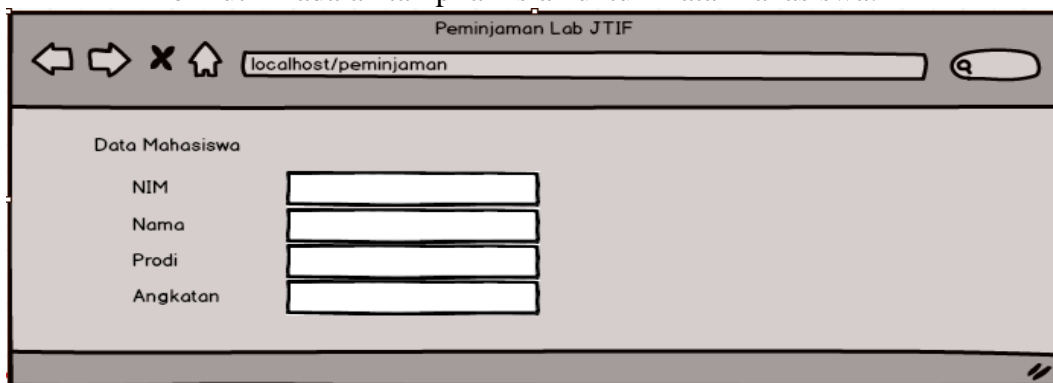 Peminjaman Lab JTIF
localhost/peminjaman
Data Mahasiswa
NIM
Nama
Prodi
Angkatan